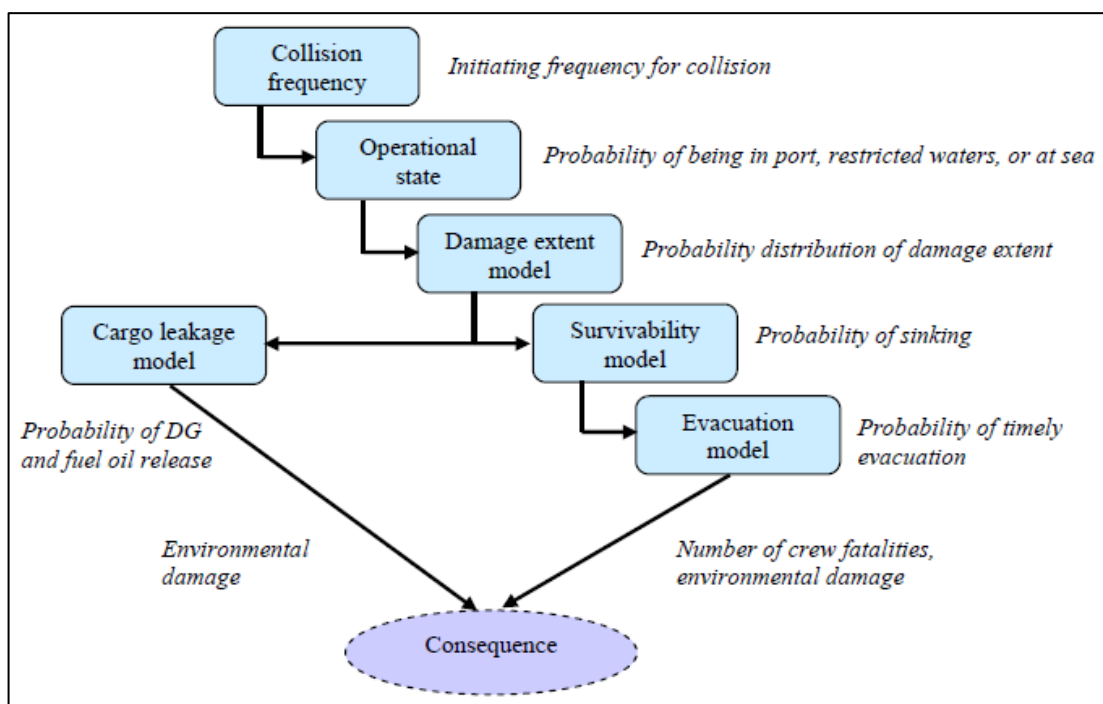 Collision
frequency
Initiating frequency for collision
Operational
state
Probability of being in port, restricted waters, or at sea
Damage extent
model
Probability distribution of damage extent
Cargo leakage
model
Survivability
model
Probability of sinking
Probability of DG
and fuel oil release
Evacuation
model
Probability of timely
evacuation
Environmental
damage
Number of crew fatalities,
environmental damage
Consequence